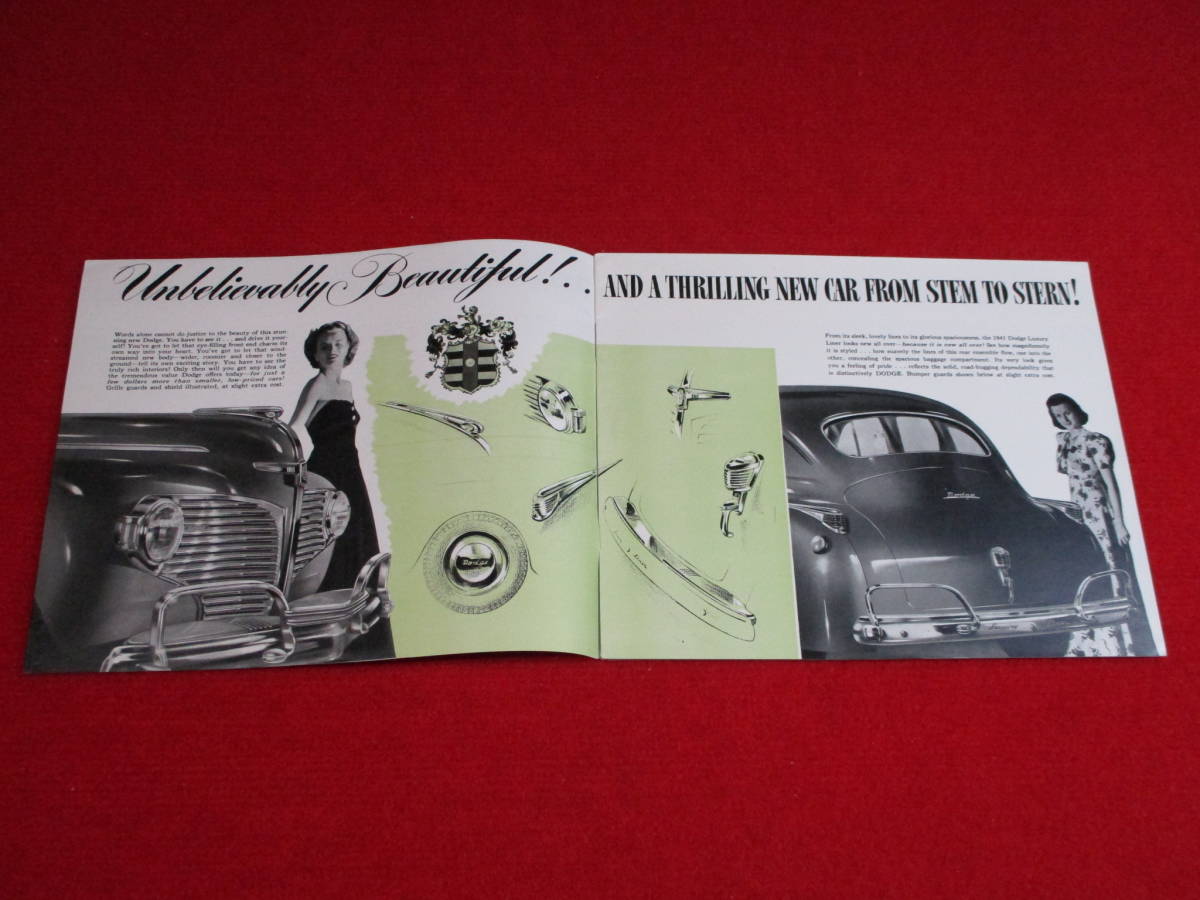 Unbelievably Beautiful!..
Words alone cannot do justice to the beauty of this stun-
ning new Dodge. You have to see it . . . and drive it your-
self! You've got to let that eye-filling front end charm its
own way into your heart. You've got to let that wind-
streamed new body—wider, roomier and closer to the
ground—tell its own exciting story. You have to see the
truly rich interiors! Only then will you get any idea of
the tremendous value Dodge offers today—for just a
few dollars more than smaller, low-priced cars!
Grille guards and shield illustrated, at slight extra cost.
Dodge
AND A THRILLING NEW CAR FROM STEM TO STERN!
From its sleek, lovely lines to its glorious spaciousness, the 1941 Dodge Luxury
Liner looks new all over—because it is new all over! See how magnificently
it is styled . . . how suavely the lines of this rear ensemble flow, one into the
other, concealing the spacious baggage compartment. Its very look gives
you a feeling of pride . . . reflects the solid, road-hugging dependability that
is distinctively DODGE. Bumper guards shown below at slight extra cost.
Dodge